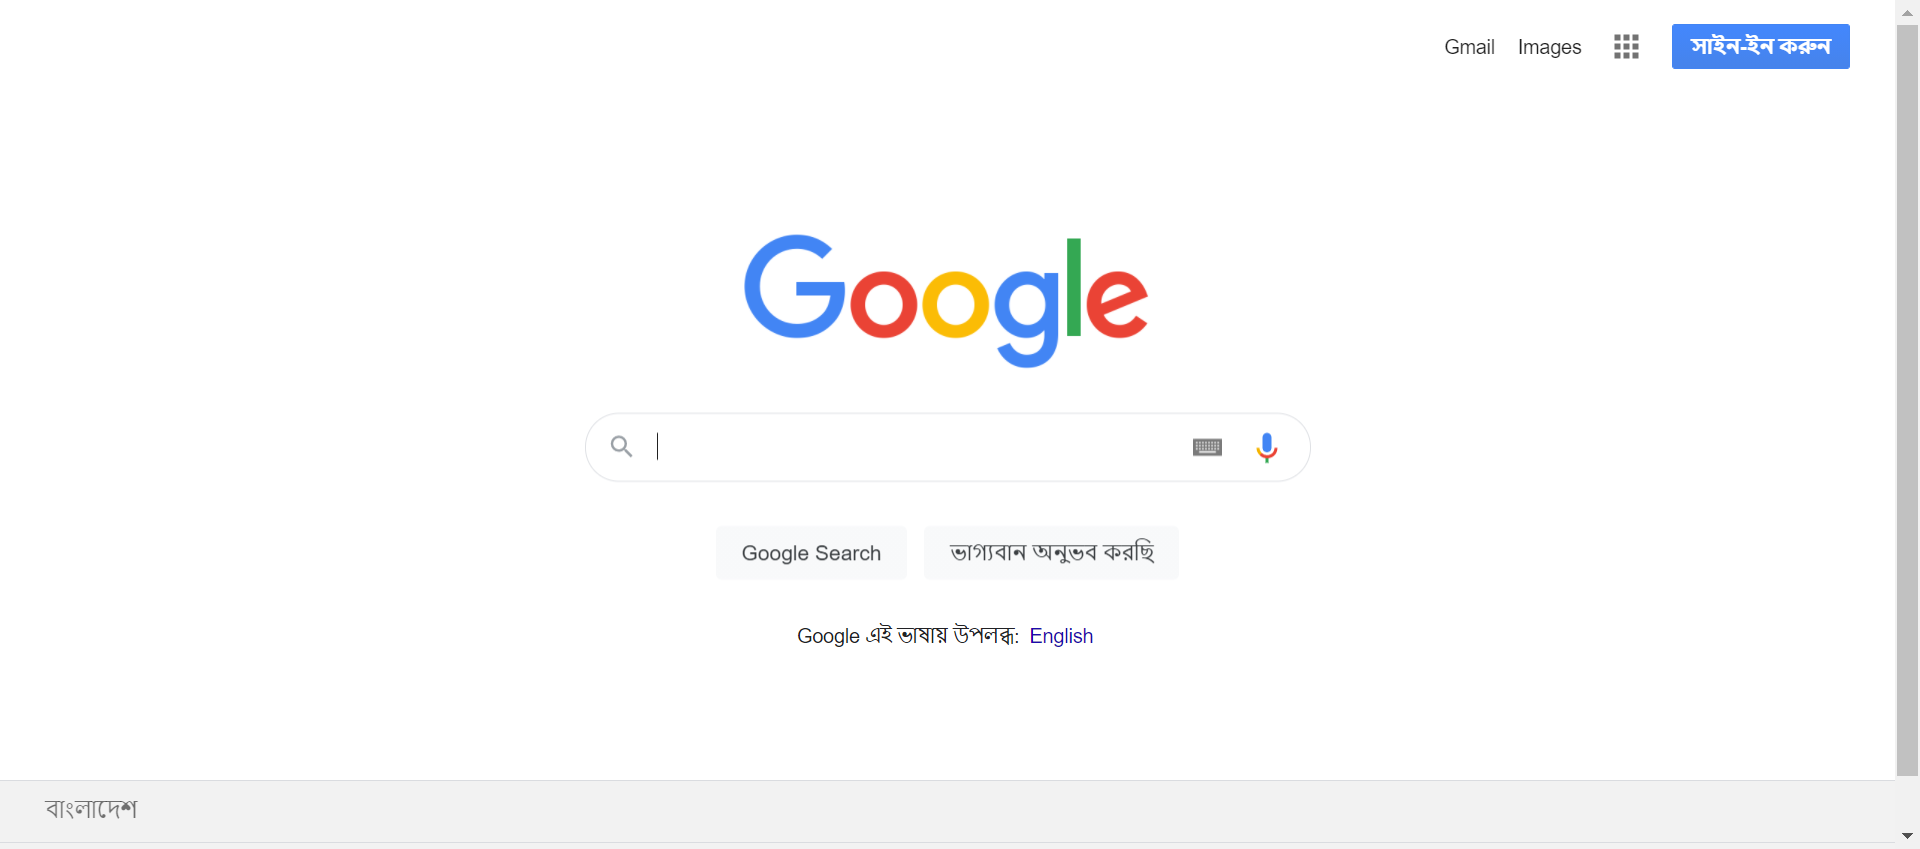 Gmail Images সাইন-ইন করুন
Google
Google Search ভাগ্যবান অনুভব করছি
Google এই ভাষায় উপলব্ধ: English
বাংলাদেশ